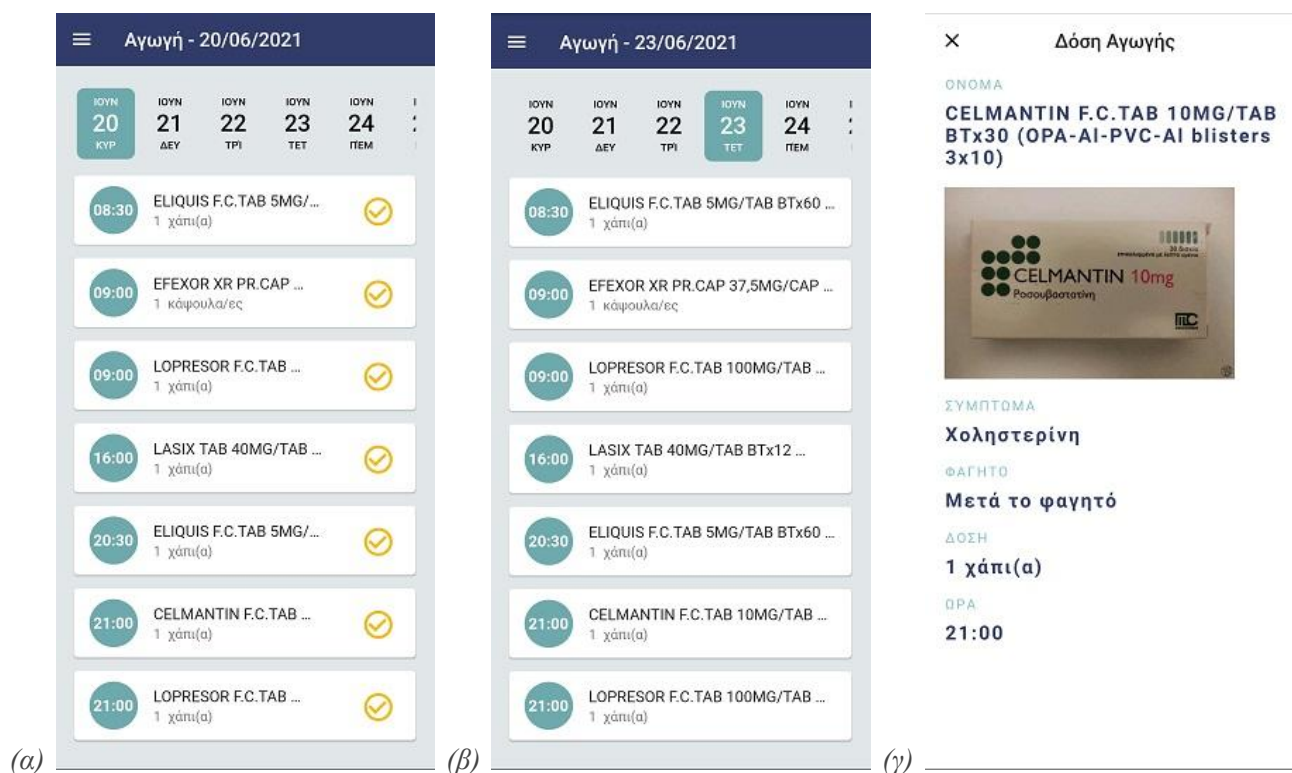 Αγωγή - 20/06/2021
ΙΟΥΝ ΙΟΥΝ ΙΟΥΝ ΙΟΥΝ ΙΟΥΝ
20 21 22 23 24
ΚΥΡ ΔΕΥ ΤΡΙ ΤΕΤ ΠΕΜ
08:30 ELIQUIS F.C.TAB 5MG/...
1 χάπι(α)
09:00 EFEXOR XR PR.CAP ...
1 κάψουλα/ες
09:00 LOPRESOR F.C.TAB ...
1 χάπι(α)
16:00 LASIX TAB 40MG/TAB ...
1 χάπι(α)
20:30 ELIQUIS F.C.TAB 5MG/...
1 χάπι(α)
21:00 CELMANTIN F.C.TAB ...
1 χάπι(α)
21:00 LOPRESOR F.C.TAB ...
1 χάπι(α)
(α)
Αγωγή - 23/06/2021
ΙΟΥΝ ΙΟΥΝ ΙΟΥΝ ΙΟΥΝ ΙΟΥΝ
20 21 22 23 24
ΚΥΡ ΔΕΥ ΤΡΙ ΤΕΤ ΠΕΜ
08:30 ELIQUIS F.C.TAB 5MG/TAB BTx60 ...
1 χάπι(α)
09:00 EFEXOR XR PR.CAP 37,5MG/CAP ...
1 κάψουλα/ες
09:00 LOPRESOR F.C.TAB 100MG/TAB ...
1 χάπι(α)
16:00 LASIX TAB 40MG/TAB BTx12 ...
1 χάπι(α)
20:30 ELIQUIS F.C.TAB 5MG/TAB BTx60 ...
1 χάπι(α)
21:00 CELMANTIN F.C.TAB 10MG/TAB ...
1 χάπι(α)
21:00 LOPRESOR F.C.TAB 100MG/TAB ...
1 χάπι(α)
(β)
Δόση Αγωγής
ΟΝΟΜΑ
CELMANTIN F.C.TAB 10MG/TAB
BTx30 (OPA-Al-PVC-Al blisters
3x10)
CELMANTIN 10mg
Ροσουβαστατίνη
ΣΥΜΠΤΩΜΑ
Χοληστερίνη
ΦΑΓΗΤΟ
Μετά το φαγητό
ΔΟΣΗ
1 χάπι(α)
ΩΡΑ
21:00
(γ)